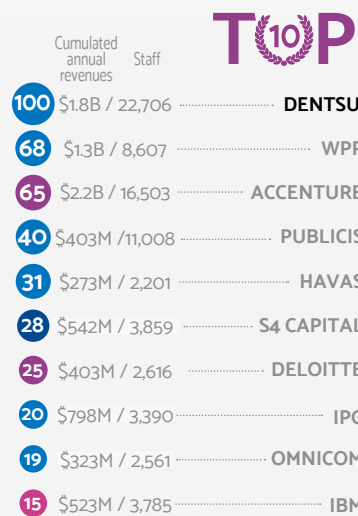 TOP
10
Cumulated
annual
revenues
Staff
100 $1.8B / 22,706 DENTSU
68 $1.3B / 8,607 WPP
65 $2.2B / 16,503 ACCENTURE
40 $403M /11,008 PUBLICIS
31 $273M / 2,201 HAVAS
28 $542M / 3,859 S4 CAPITAL
25 $403M / 2,616 DELOITTE
20 $798M / 3,390 IPG
19 $323M / 2,561 OMNICOM
15 $523M / 3,785 IBM